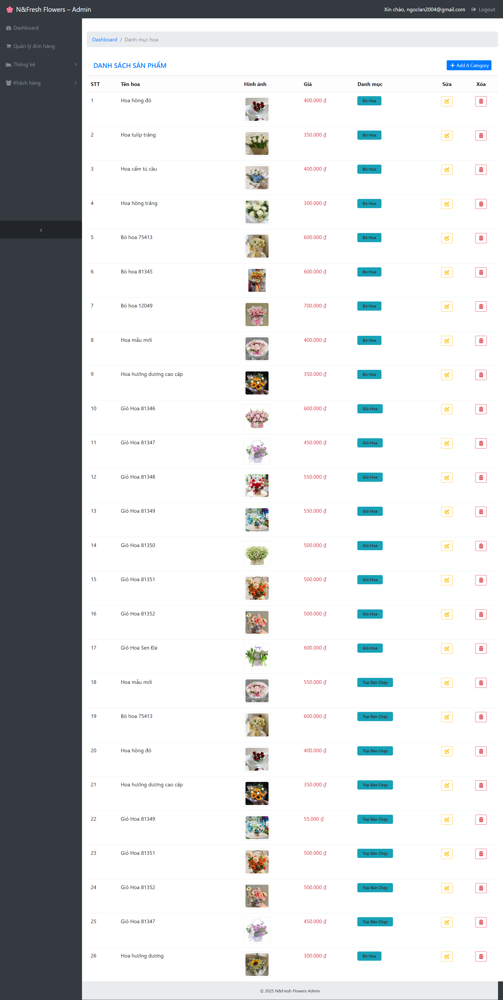 N&Fresh Flowers – Admin
Xin chào, ngoclan2004@gmail.com Logout
Dashboard
Quản lý đơn hàng
Thống kê
Khách hàng
Dashboard / Danh mục hoa
DANH SÁCH SẢN PHẨM
Add A Category
STT Tên hoa Hình ảnh Giá Danh mục Sửa Xóa
1 Hoa hồng đỏ 400.000 ₫ Bó Hoa
2 Hoa tulip trắng 350.000 ₫ Bó Hoa
3 Hoa cẩm tú cầu 400.000 ₫ Bó Hoa
4 Hoa hồng trắng 300.000 ₫ Bó Hoa
5 Bó hoa 75413 600.000 ₫ Bó Hoa
6 Bó hoa 81345 600.000 ₫ Bó Hoa
7 Bó hoa 12049 700.000 ₫ Bó Hoa
8 Hoa mẫu mới 400.000 ₫ Bó Hoa
9 Hoa hướng dương cao cấp 350.000 ₫ Bó Hoa
10 Giỏ Hoa 81346 600.000 ₫ Giỏ Hoa
11 Giỏ Hoa 81347 450.000 ₫ Giỏ Hoa
12 Giỏ Hoa 81348 550.000 ₫ Giỏ Hoa
13 Giỏ Hoa 81349 550.000 ₫ Giỏ Hoa
14 Giỏ Hoa 81350 500.000 ₫ Giỏ Hoa
15 Giỏ Hoa 81351 500.000 ₫ Giỏ Hoa
16 Giỏ Hoa 81352 500.000 ₫ Giỏ Hoa
17 Giỏ Hoa Sen Đá 600.000 ₫ Giỏ Hoa
18 Hoa mẫu mới 550.000 ₫ Top Bán Chạy
19 Bó hoa 75413 600.000 ₫ Top Bán Chạy
20 Hoa hồng đỏ 400.000 ₫ Top Bán Chạy
21 Hoa hướng dương cao cấp 350.000 ₫ Top Bán Chạy
22 Giỏ Hoa 81349 55.000 ₫ Top Bán Chạy
23 Giỏ Hoa 81351 500.000 ₫ Top Bán Chạy
24 Giỏ Hoa 81352 500.000 ₫ Top Bán Chạy
25 Giỏ Hoa 81347 450.000 ₫ Top Bán Chạy
26 Hoa hướng dương 300.000 ₫ Bó Hoa
© 2025 N&Fresh Flowers Admin